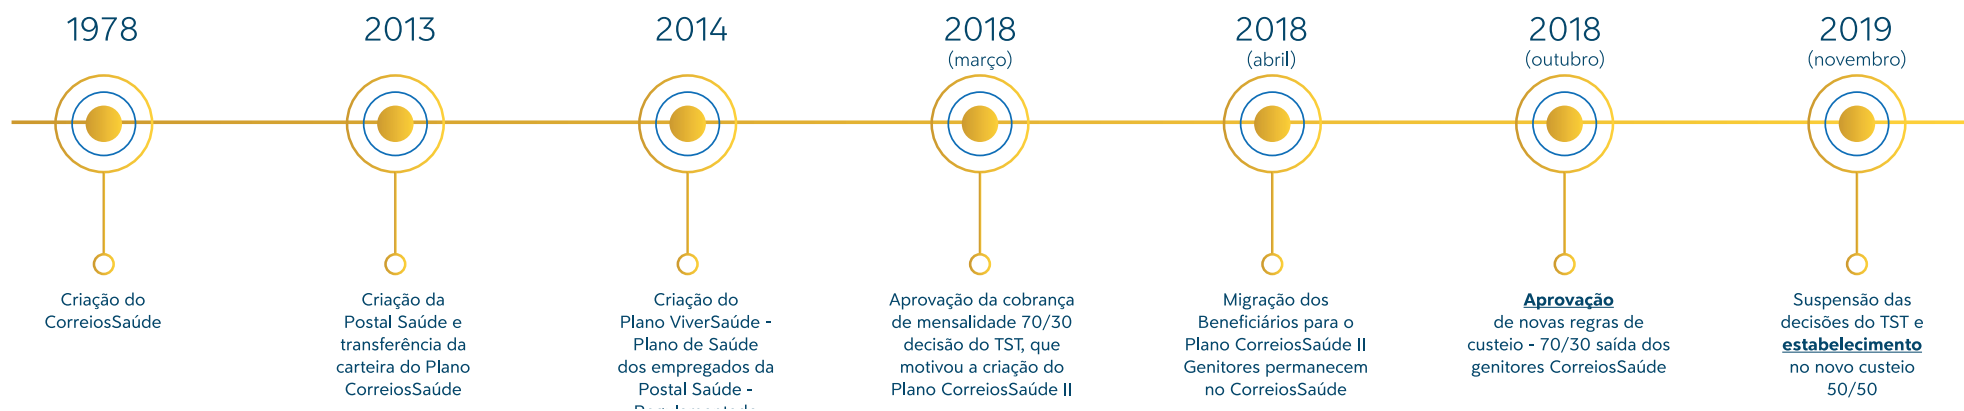 1978
Criação do
CorreiosSaúde
2013
Criação da
Postal Saúde e
transferência da
carteira do Plano
CorreiosSaúde
2014
Criação do
Plano ViverSaúde -
Plano de Saúde
dos empregados da
Postal Saúde -
2018
(março)
Aprovação da cobrança
de mensalidade 70/30
decisão do TST, que
motivou a criação do
Plano CorreiosSaúde II
2018
(abril)
Migração dos
Beneficiários para o
Plano CorreiosSaúde II
Genitores permanecem
no CorreiosSaúde
2018
(outubro)
Aprovação
de novas regras de
custeio - 70/30 saída dos
genitores CorreiosSaúde
2019
(novembro)
Suspensão das
decisões do TST e
estabelecimento
no novo custeio
50/50